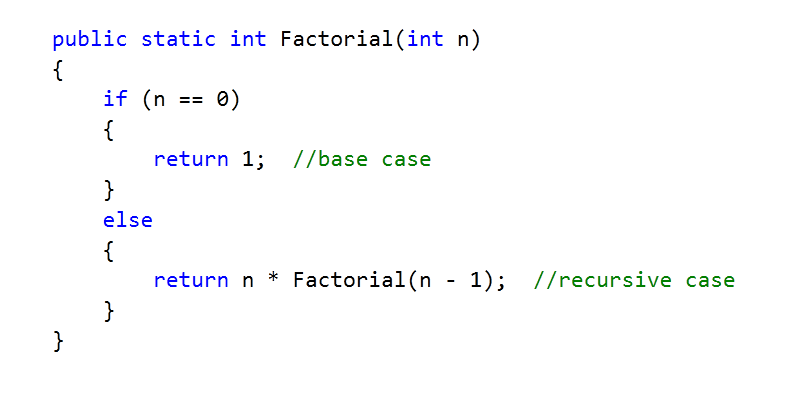 public static int Factorial(int n)
{
    if (n == 0)
    {
        return 1;  //base case
    }
    else
    {
        return n * Factorial(n - 1);  //recursive case
    }
}